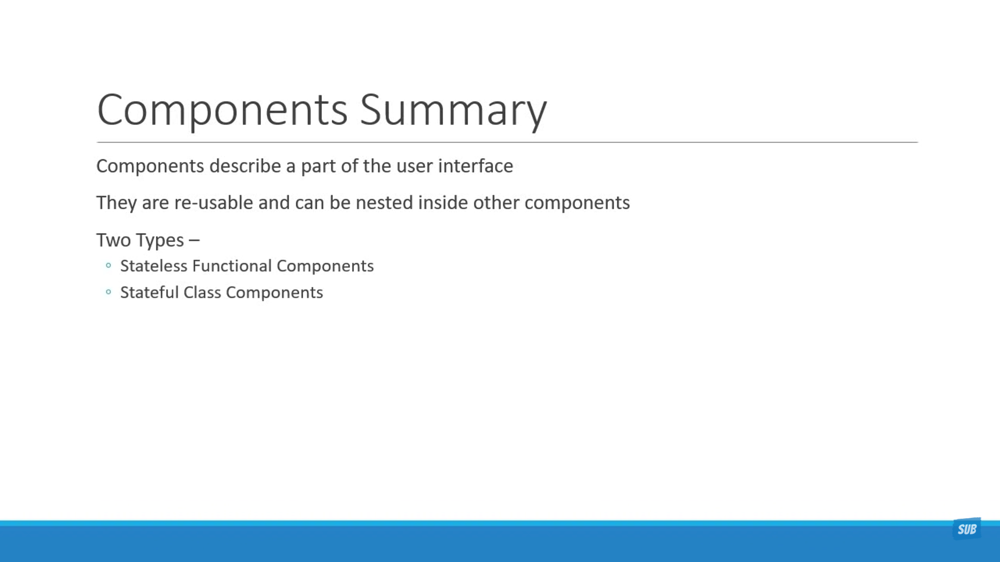 Components Summary
Components describe a part of the user interface
They are re-usable and can be nested inside other components
Two Types –
◦ Stateless Functional Components
◦ Stateful Class Components
SUB